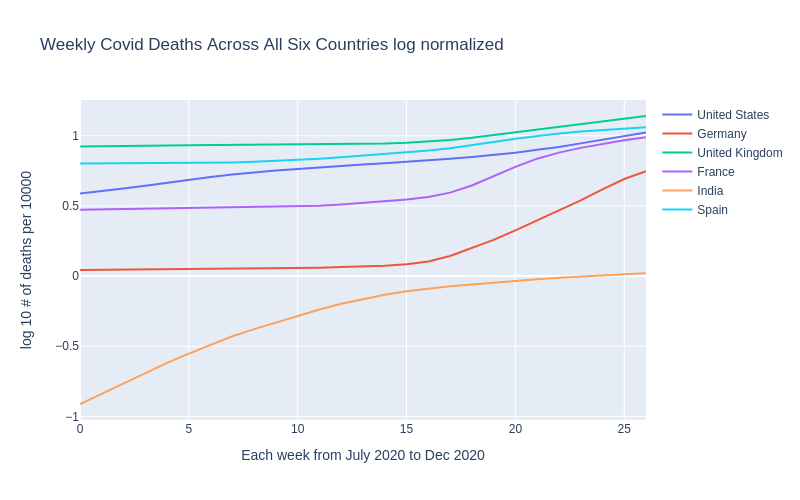 Weekly Covid Deaths Across All Six Countries log normalized
log 10 # of deaths per 10000
1
0.5
0
−0.5
−1
0 5 10 15 20 25
Each week from July 2020 to Dec 2020
United States
Germany
United Kingdom
France
India
Spain